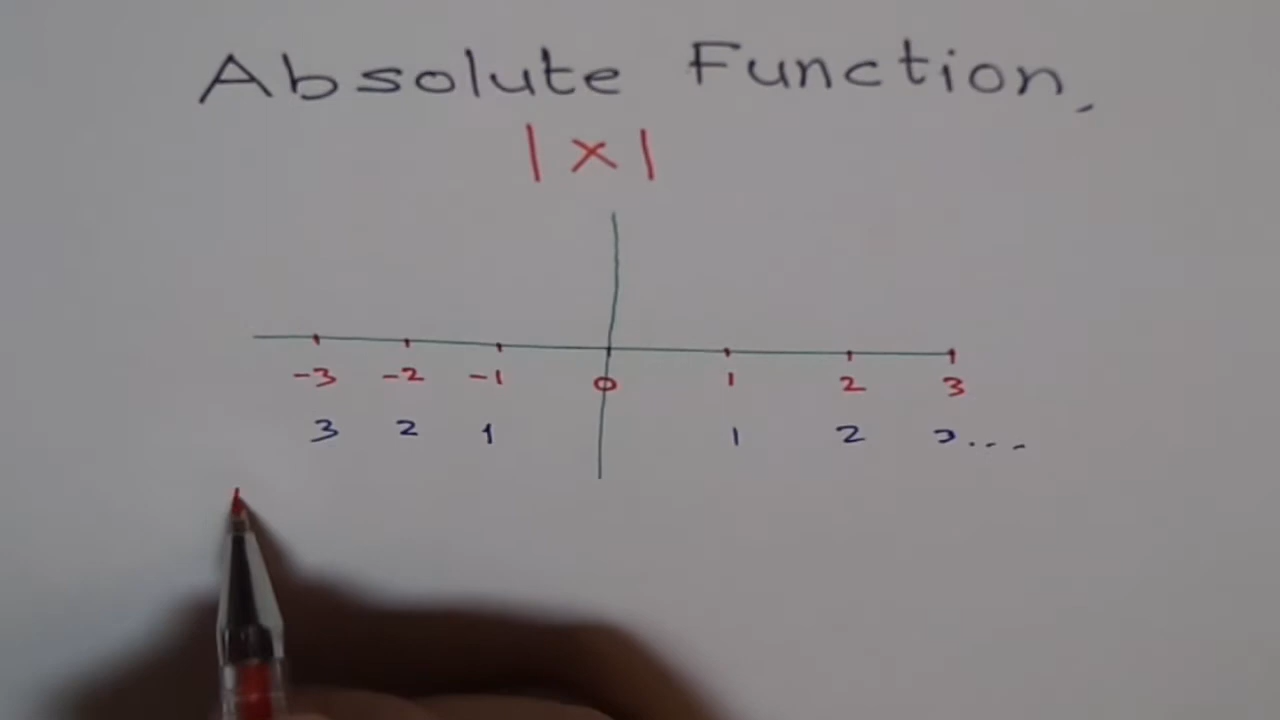 Absolute Function,
|x|
-3 -2 -1 0 1 2 3
3 2 1 1 2 3...